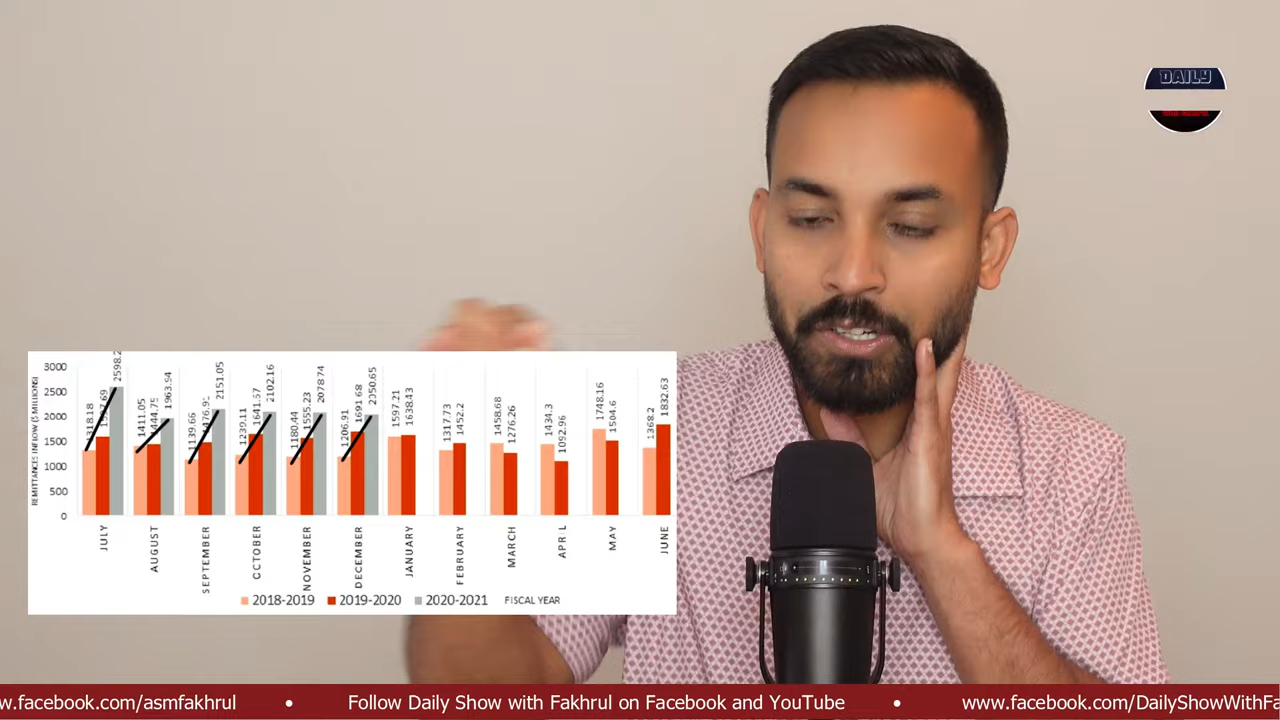 DAILY
REMITTANCES INFLOW ($ MILLIONS)
3000
2500
2000
1500
1000
500
0
2598.2
1411.05
1444.75
1963.94
1139.66
2151.05
1239.11
1641.57
2102.16
1180.44
1555.23
2078.74
1206.91
1691.68
2050.65
1597.21
1638.43
1317.73
1452.2
1458.68
1276.26
1434.3
1092.96
1748.16
1504.6
1368.2
1832.63
JULY
AUGUST
SEPTEMBER
OCTOBER
NOVEMBER
DECEMBER
JANUARY
FEBRUARY
MARCH
APRIL
MAY
JUNE
2018-2019 2019-2020 2020-2021 FISCAL YEAR
w.facebook.com/asmfakhrul • Follow Daily Show with Fakhrul on Facebook and YouTube • www.facebook.com/DailyShowWithFa